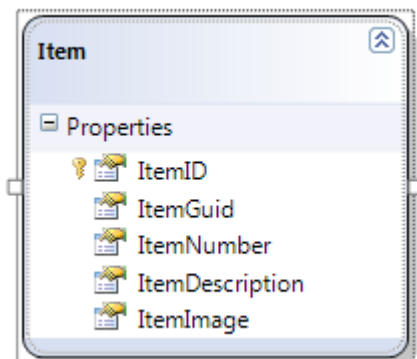 Item
Properties
ItemID
ItemGuid
ItemNumber
ItemDescription
ItemImage